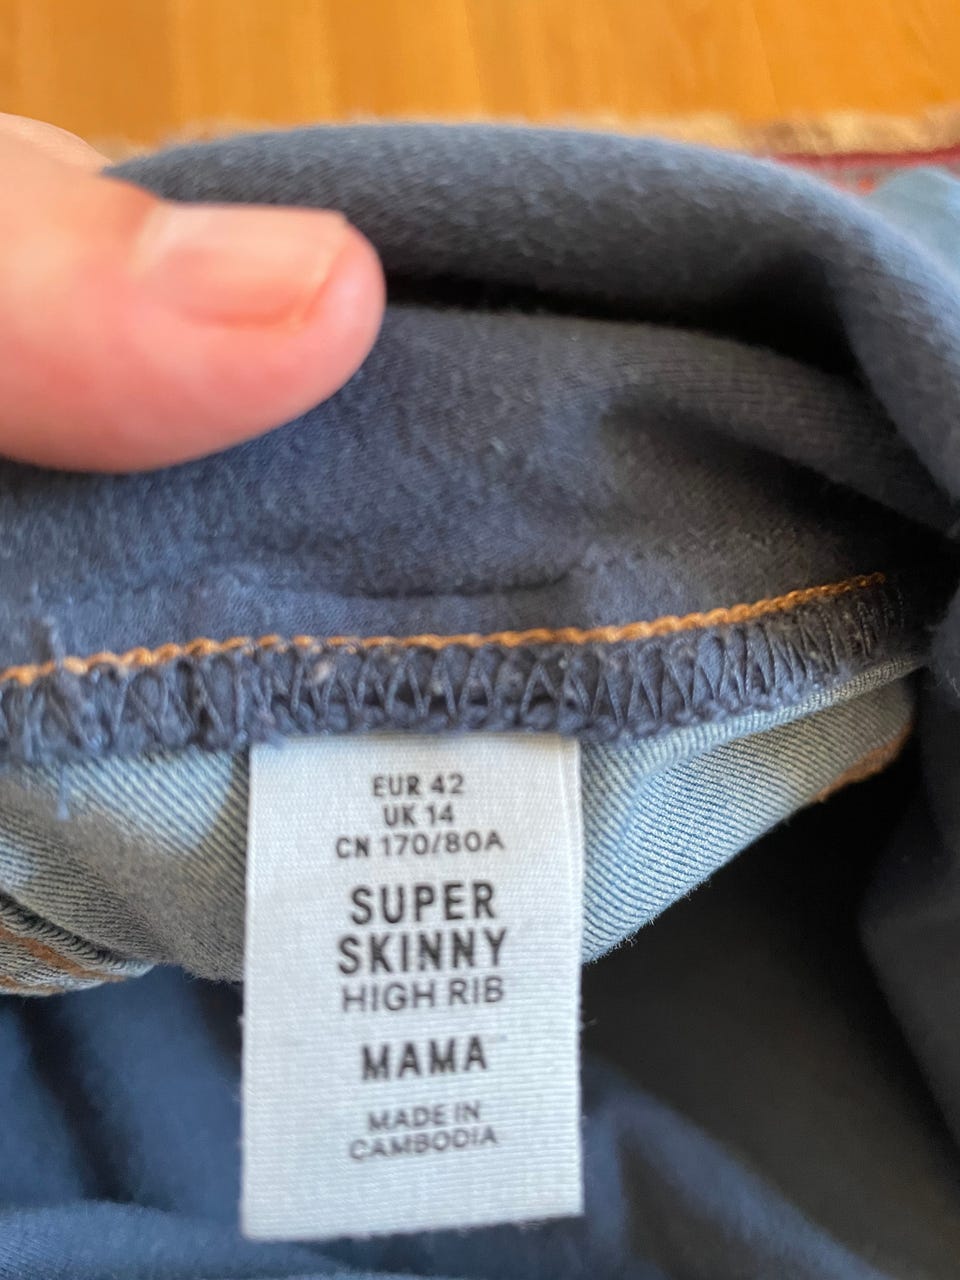 EUR 42
UK 14
CN 170/80A
SUPER
SKINNY
HIGH RIB
MAMA
MADE IN
CAMBODIA